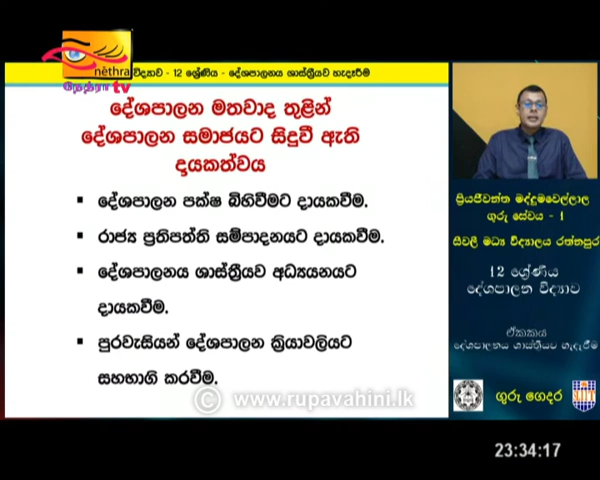 nēthra
நேத்ரா tv
විද්‍යාව - 12 ශ්‍රේණිය - දේශපාලනය ශාස්ත්‍රීයව හැදෑරීම
දේශපාලන මතවාද තුළින්
දේශපාලන සමාජයට සිදුවී ඇති
දායකත්වය
▪ දේශපාලන පක්ෂ බිහිවීමට දායකවීම.
▪ රාජ්‍ය ප්‍රතිපත්ති සම්පාදනයට දායකවීම.
▪ දේශපාලනය ශාස්ත්‍රීයව අධ්‍යයනයට
දායකවීම.
▪ පුරවැසියන් දේශපාලන ක්‍රියාවලියට
සහභාගි කරවීම.
ප්‍රියජීවන්ත මද්දුමවෙල්ලාල
ගුරු සේවය - 1
සීවලී මධ්‍ය විද්‍යාලය රත්නපුර
12 ශ්‍රේණිය
දේශපාලන විද්‍යාව
ඒකකය
දේශපාලනය ශාස්ත්‍රීයව හැදෑරීම
ගුරු ගෙදර
© www.rupavahini.lk
23:34:17